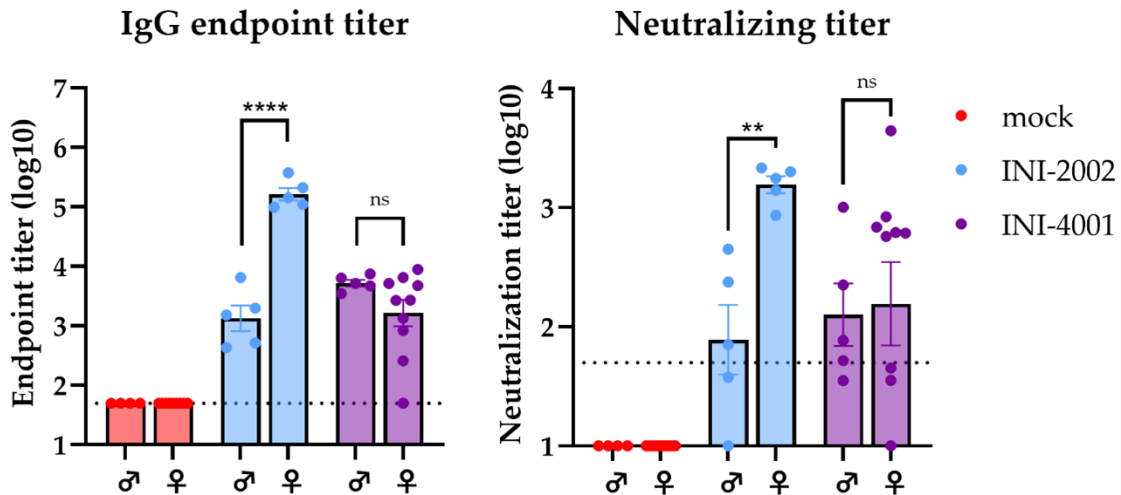 IgG endpoint titer
Endpoint titer (log10)
7
6
5
4
3
2
1
****
ns
♂ ♀ ♂ ♀ ♂ ♀
Neutralizing titer
Neutralization titer (log10)
4
3
2
1
**
ns
♂ ♀ ♂ ♀ ♂ ♀
mock
INI-2002
INI-4001